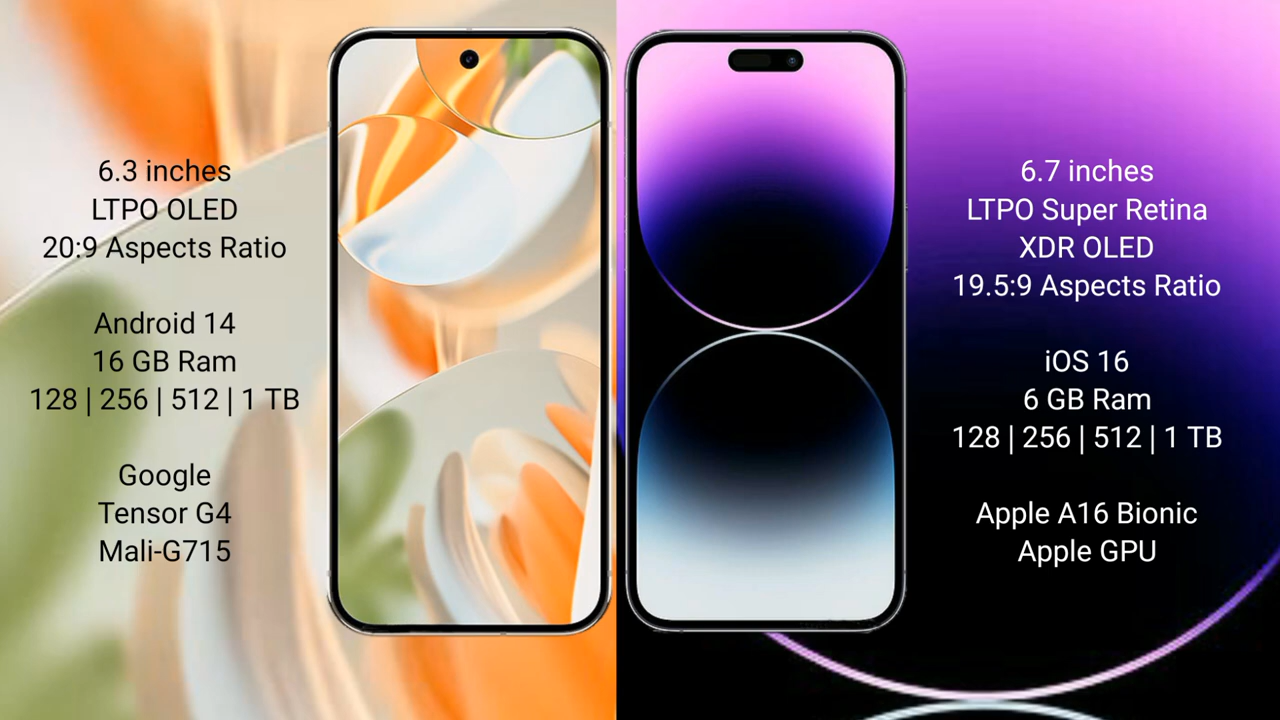 6.3 inches
LTPO OLED
20:9 Aspects Ratio
Android 14
16 GB Ram
128 | 256 | 512 | 1 TB
Google
Tensor G4
Mali-G715
6.7 inches
LTPO Super Retina
XDR OLED
19.5:9 Aspects Ratio
iOS 16
6 GB Ram
128 | 256 | 512 | 1 TB
Apple A16 Bionic
Apple GPU